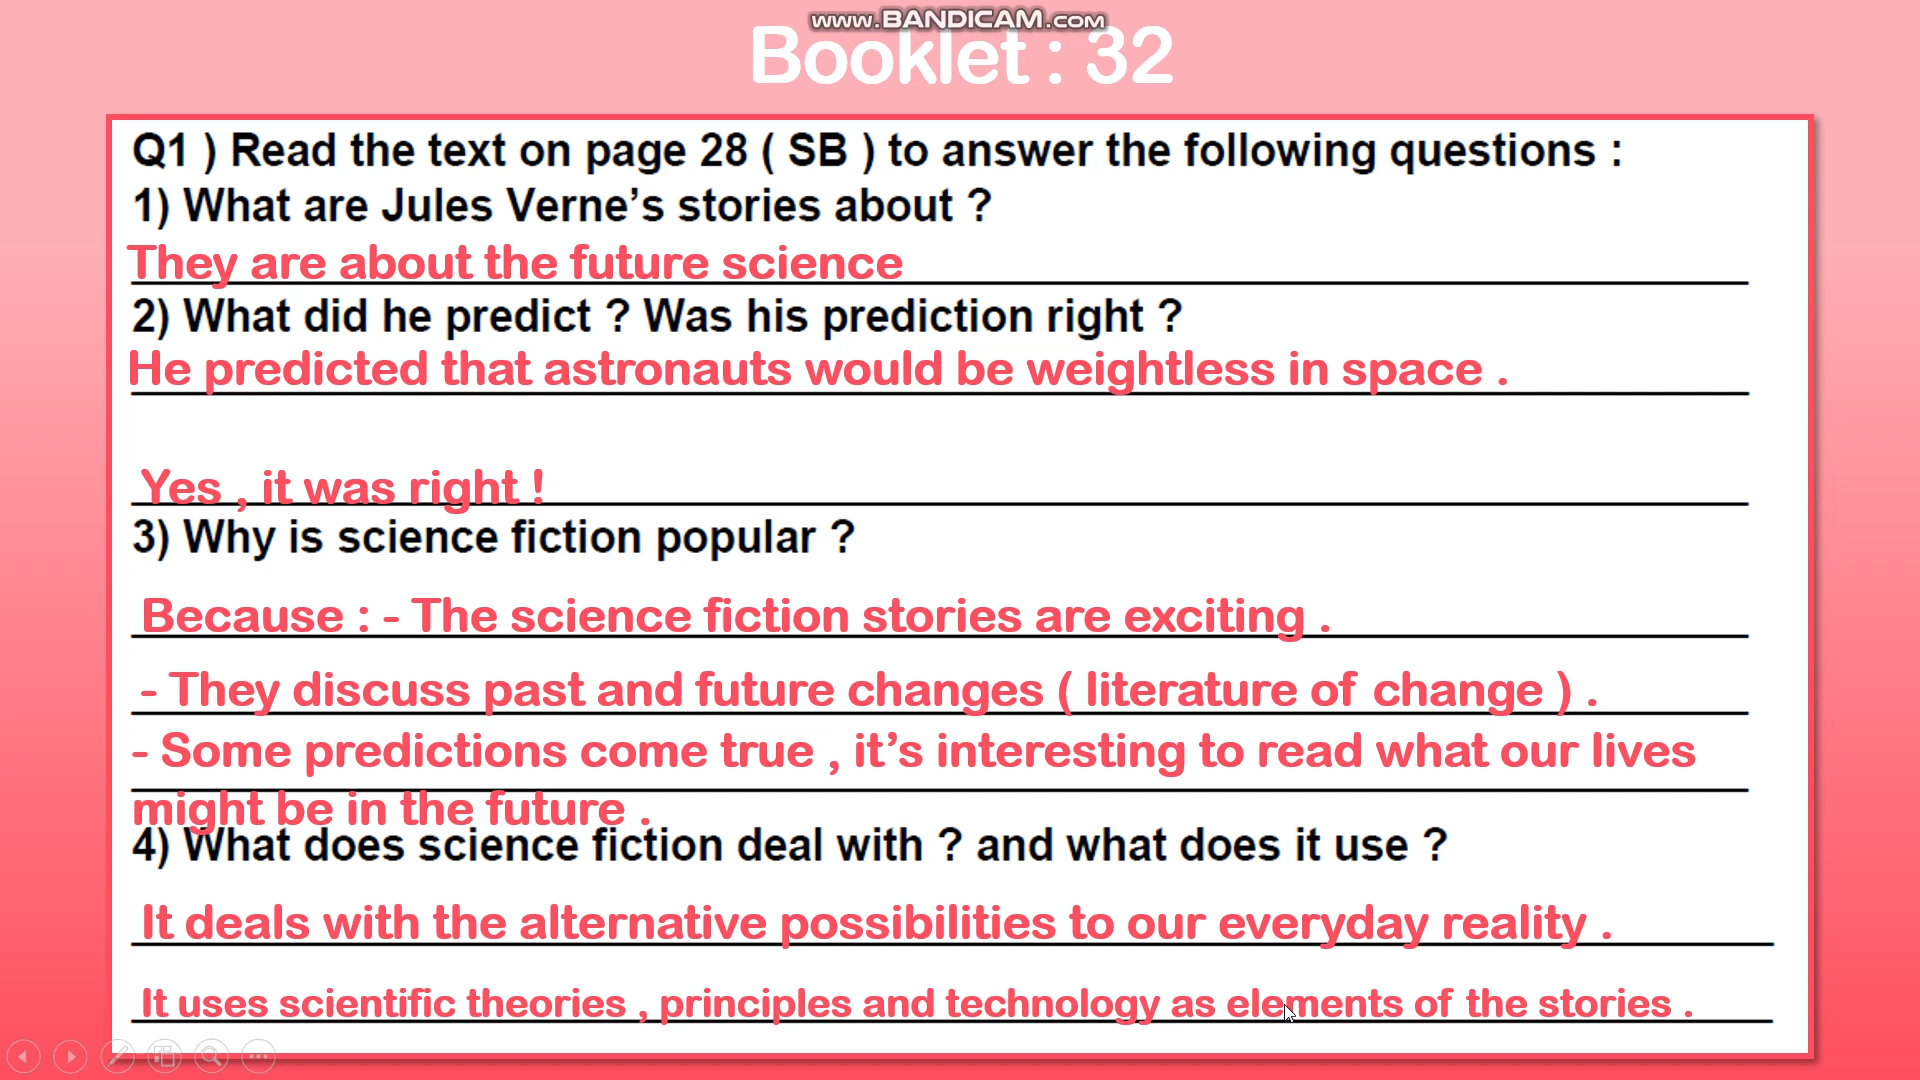 www.BANDICAM.com
Booklet : 32
Q1 ) Read the text on page 28 ( SB ) to answer the following questions :
1) What are Jules Verne’s stories about ?
They are about the future science
2) What did he predict ? Was his prediction right ?
He predicted that astronauts would be weightless in space .
Yes , it was right !
3) Why is science fiction popular ?
Because : - The science fiction stories are exciting .
- They discuss past and future changes ( literature of change ) .
- Some predictions come true , it’s interesting to read what our lives
might be in the future .
4) What does science fiction deal with ? and what does it use ?
It deals with the alternative possibilities to our everyday reality .
It uses scientific theories , principles and technology as elements of the stories .